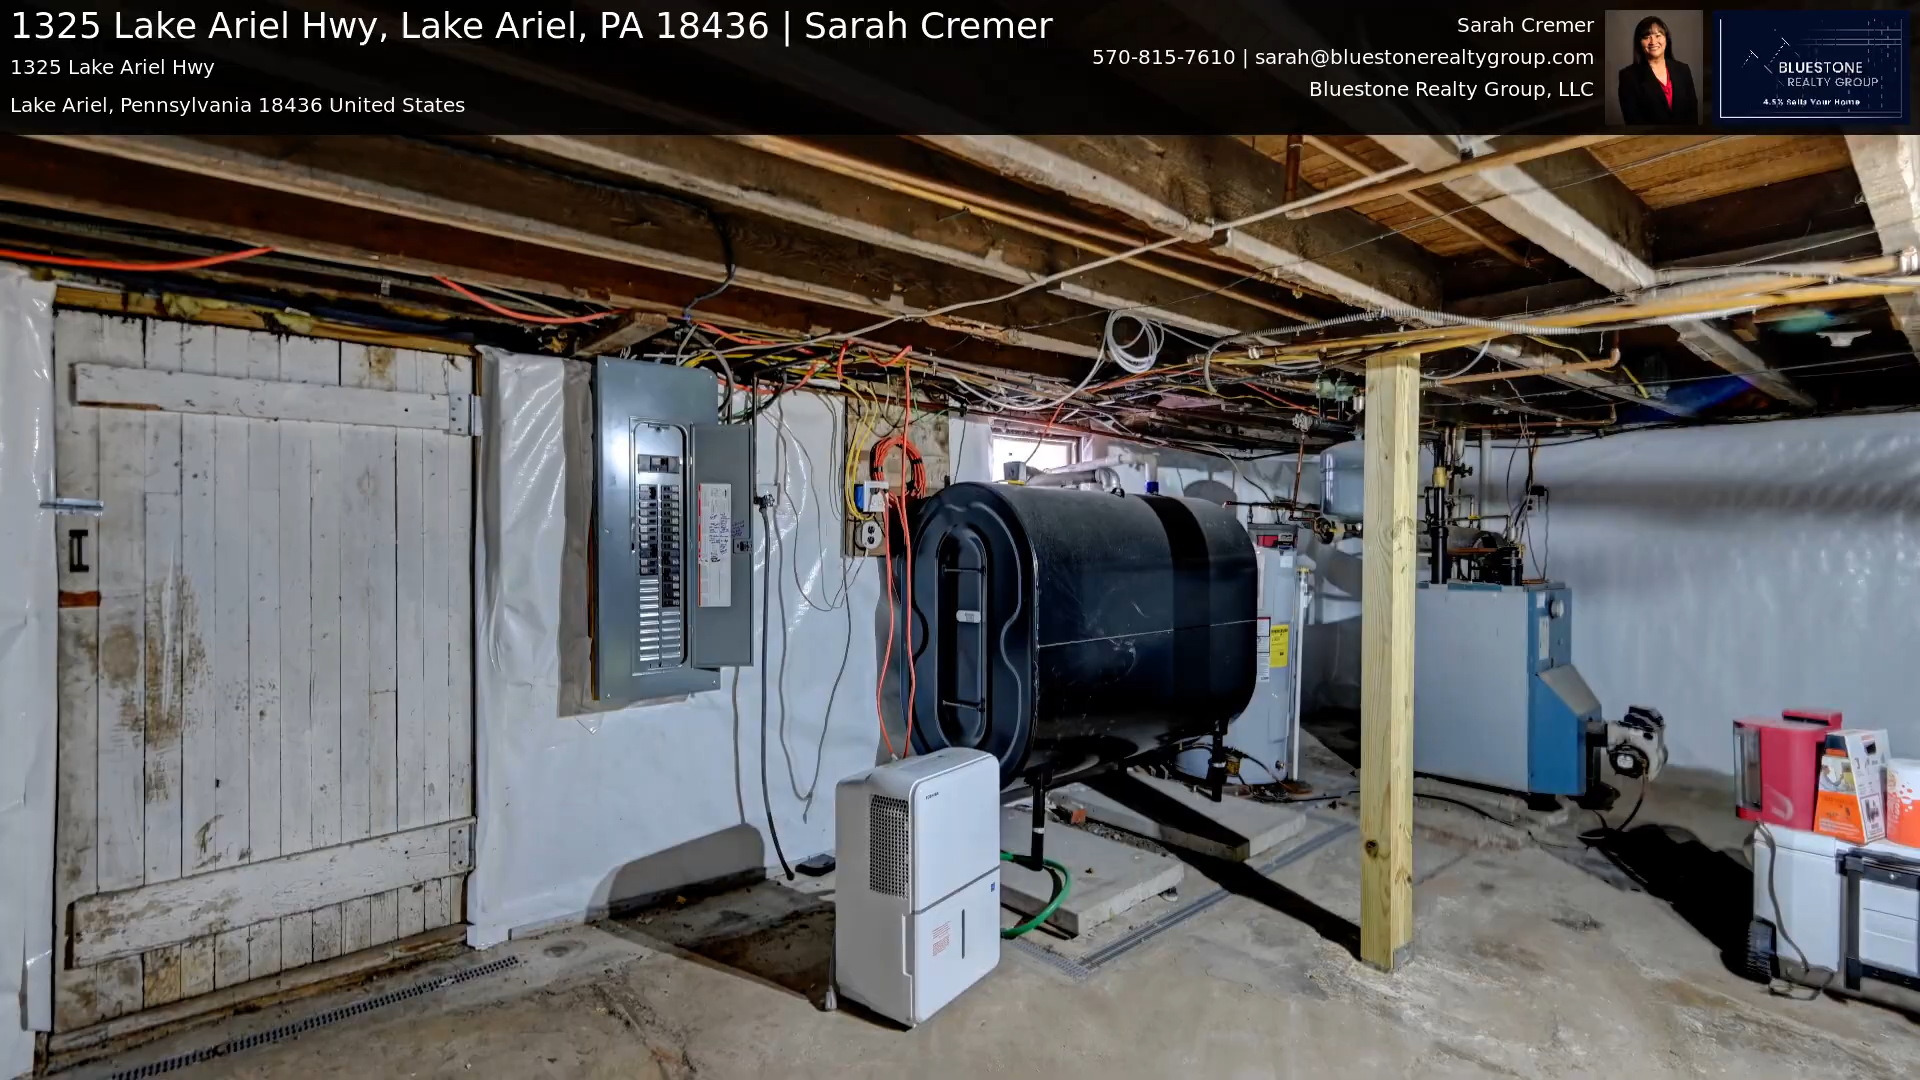 1325 Lake Ariel Hwy, Lake Ariel, PA 18436 | Sarah Cremer
1325 Lake Ariel Hwy
Lake Ariel, Pennsylvania 18436 United States
Sarah Cremer
570-815-7610 | sarah@bluestonerealtygroup.com
Bluestone Realty Group, LLC
BLUESTONE
REALTY GROUP
4.5% Sells Your Home
TOSHIBA